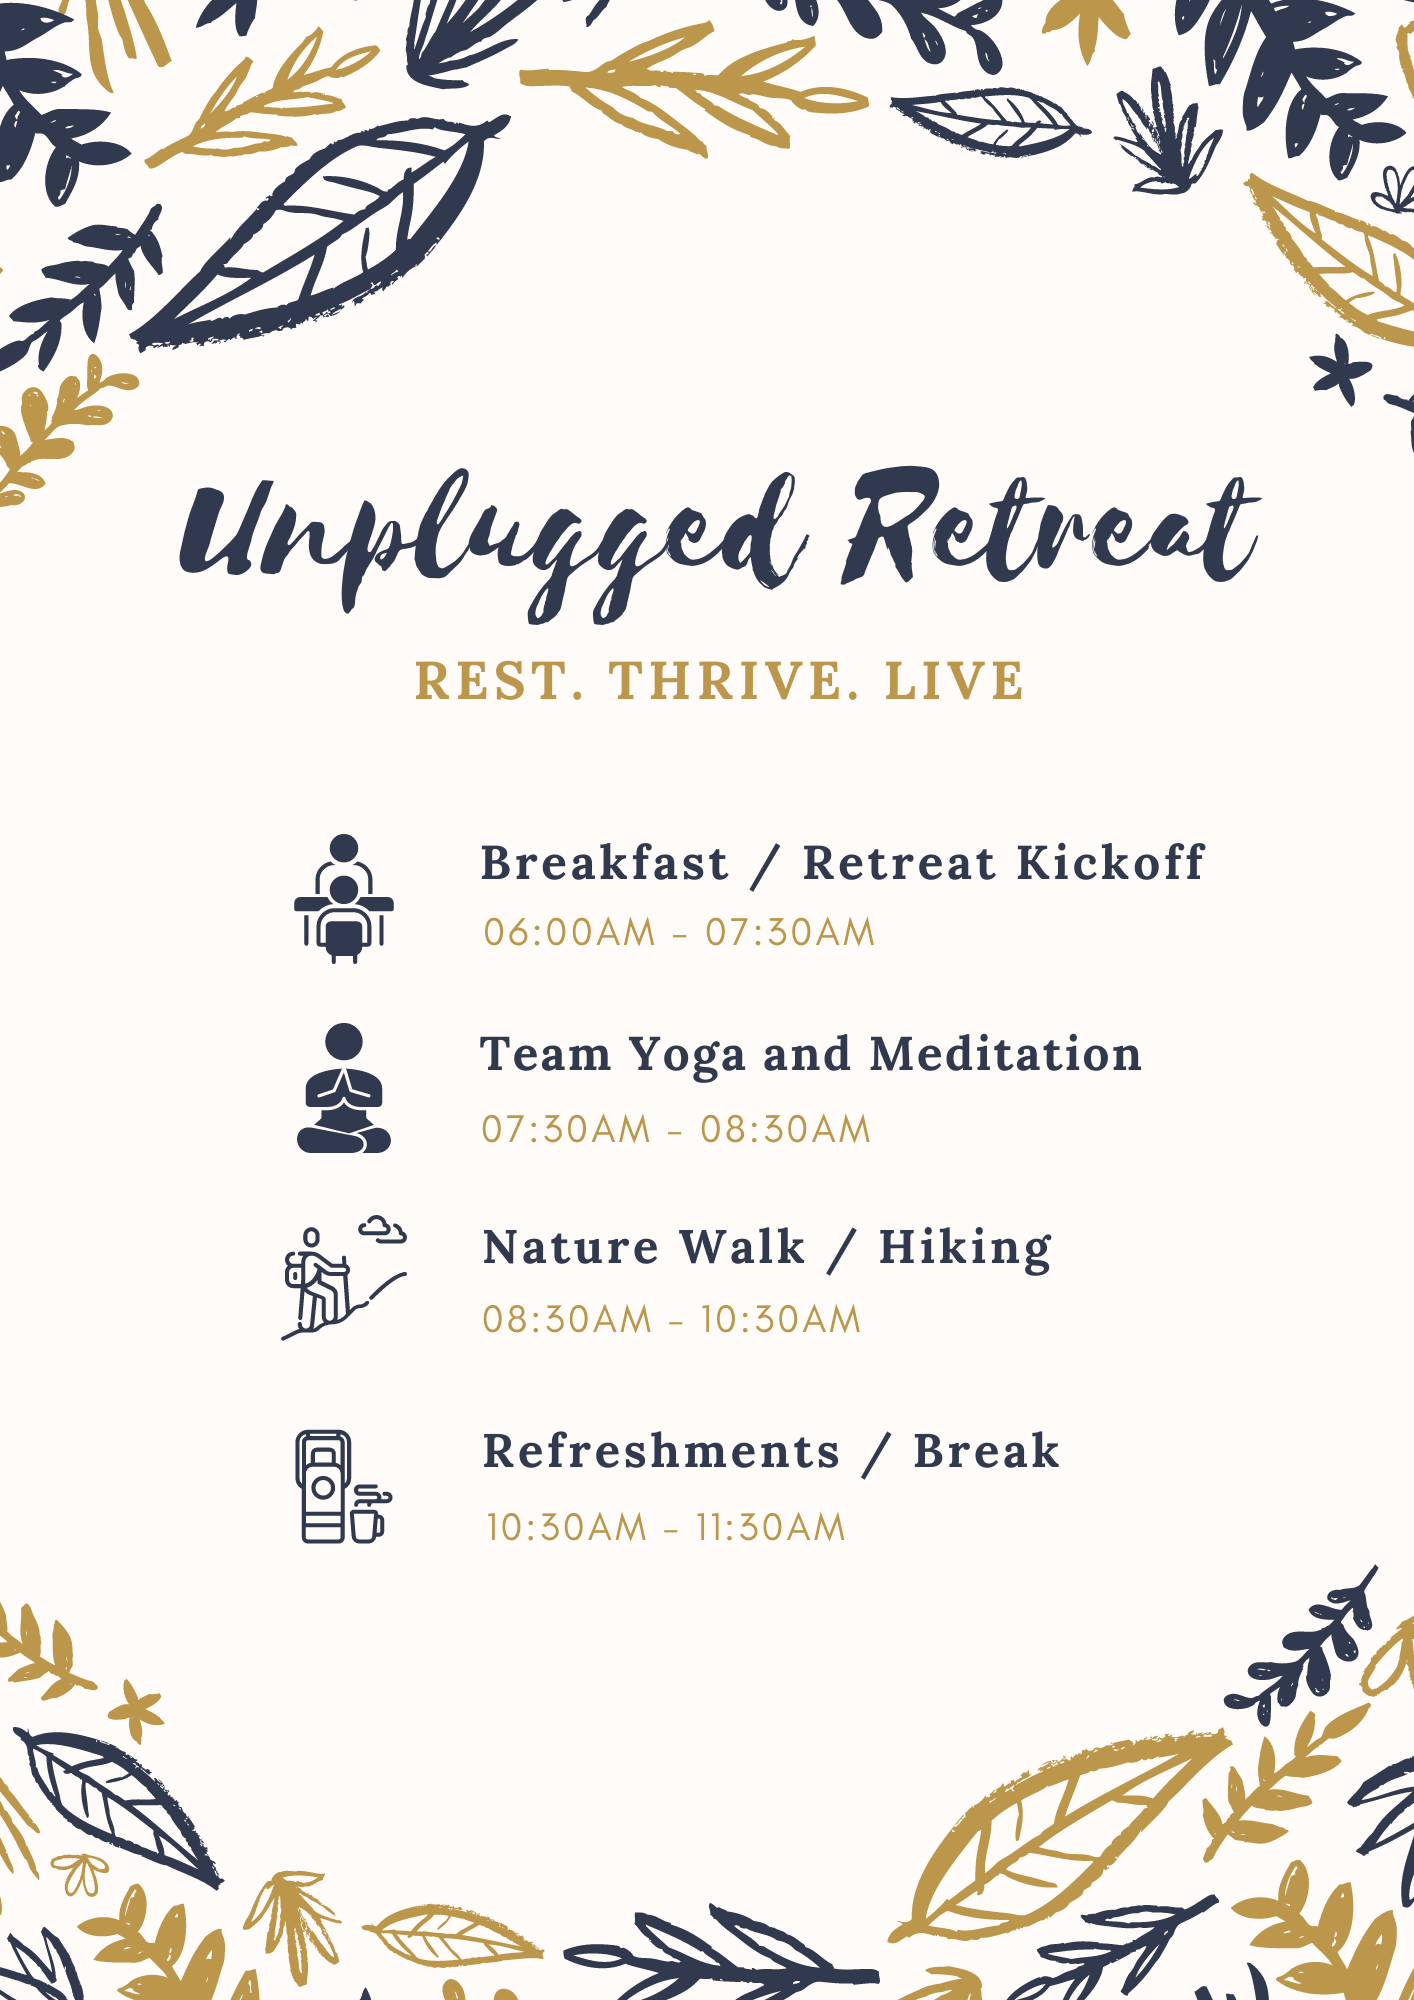 Unplugged Retreat
REST. THRIVE. LIVE
Breakfast / Retreat Kickoff
06:00AM - 07:30AM
Team Yoga and Meditation
07:30AM - 08:30AM
Nature Walk / Hiking
08:30AM - 10:30AM
Refreshments / Break
10:30AM - 11:30AM